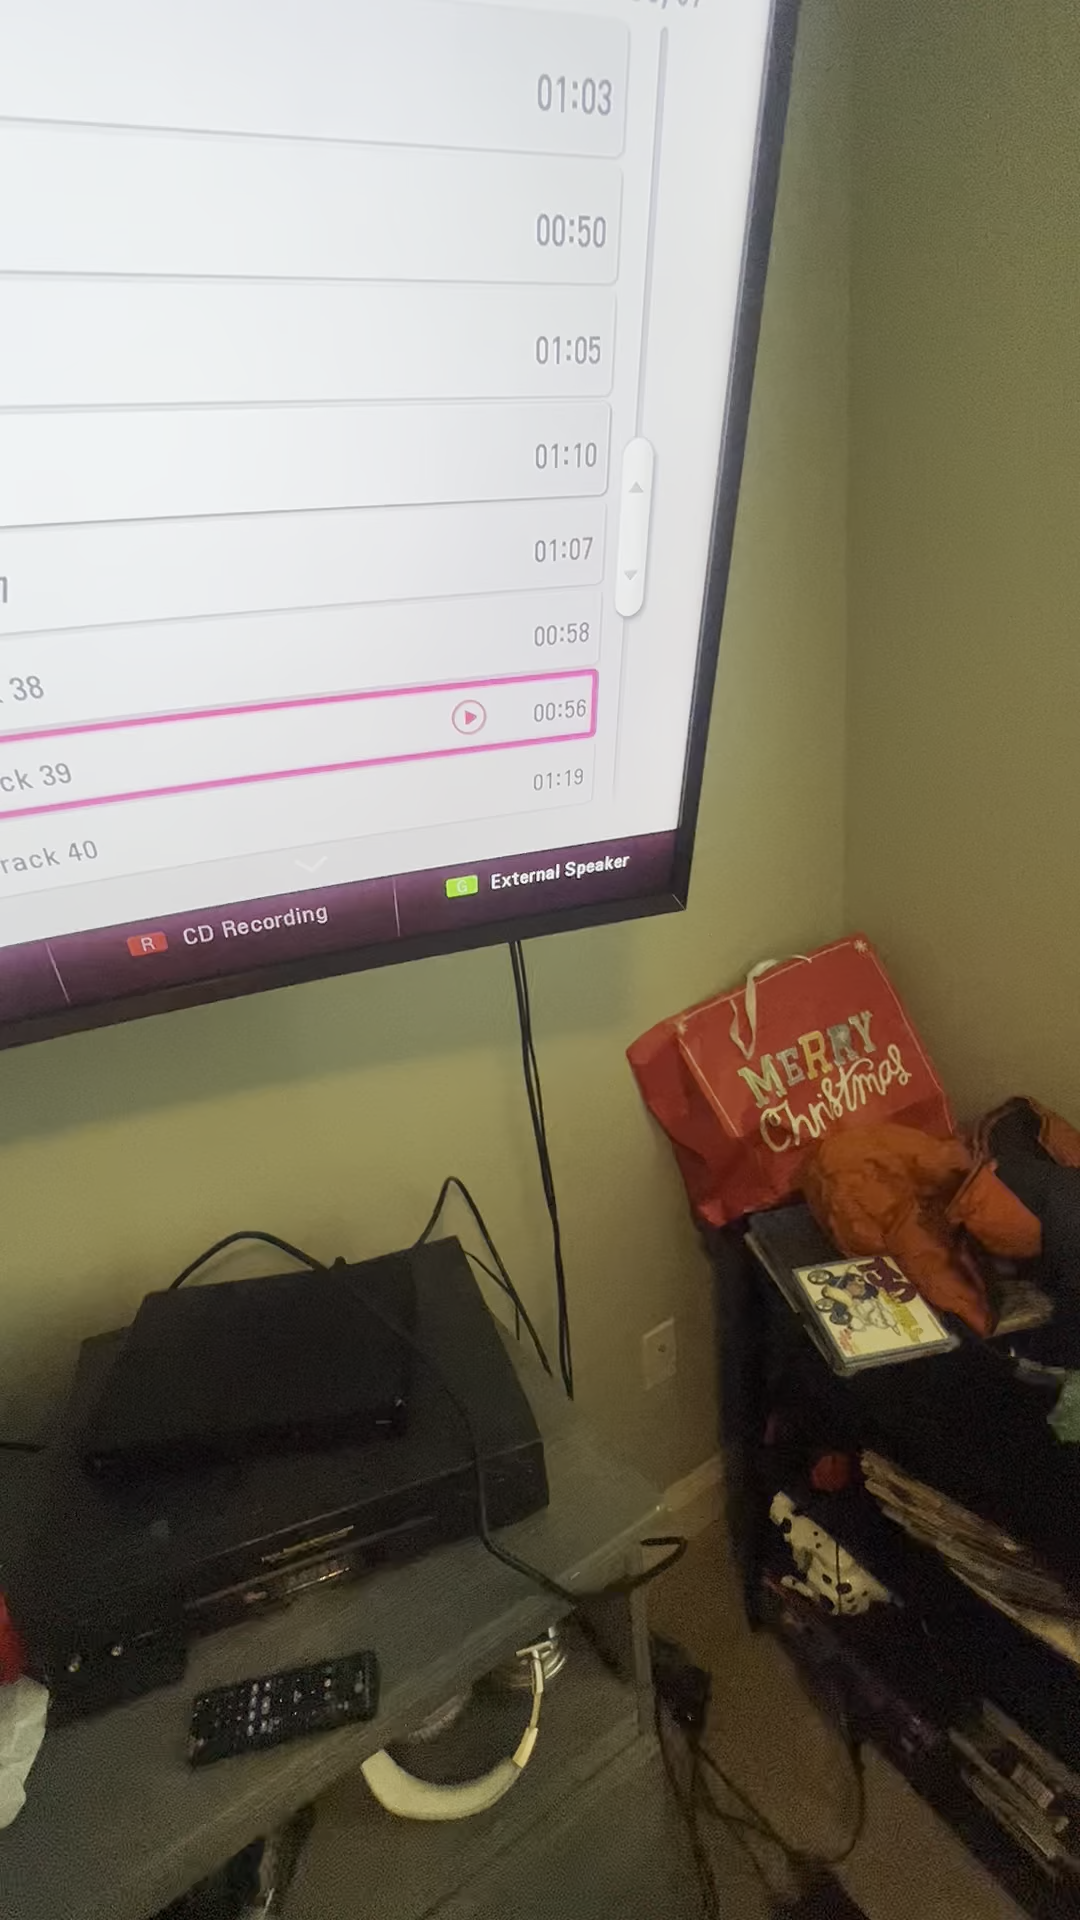 01:03
00:50
01:05
01:10
01:07
00:58
38
00:56
ck 39
01:19
rack 40
R CD Recording
G External Speaker
MERRY
Christmas